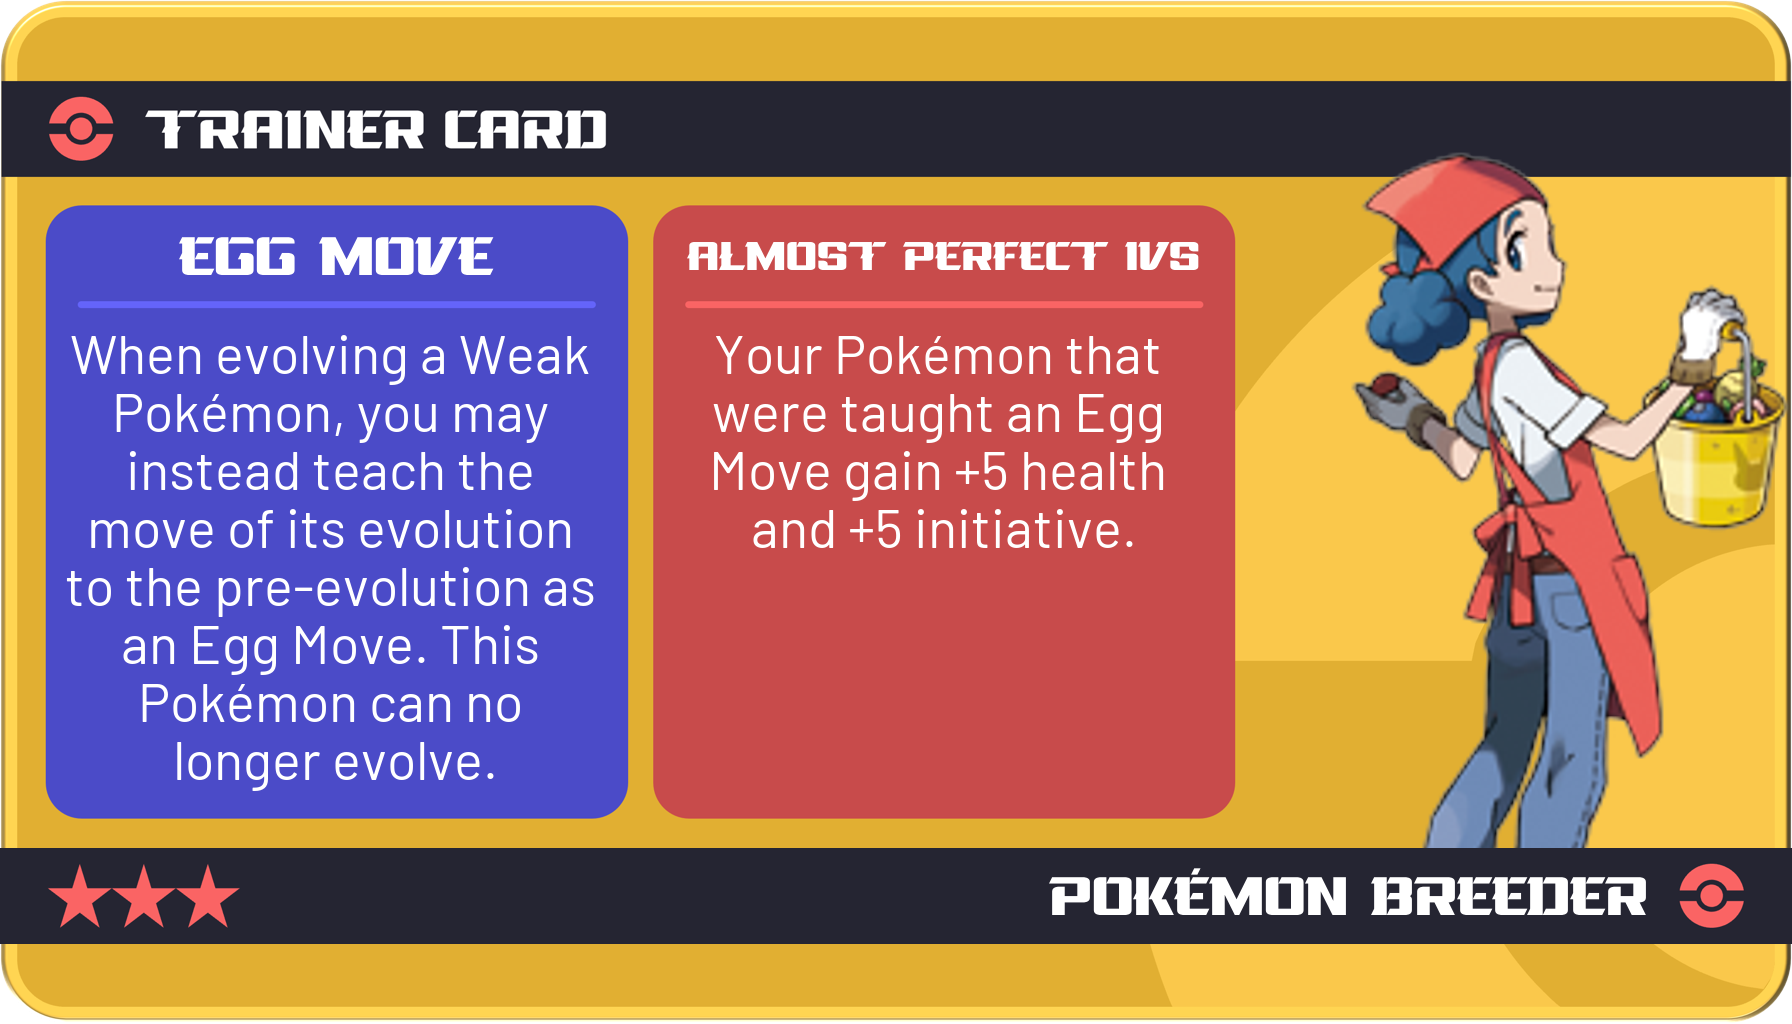 TRAINER CARD
EGG MOVE
When evolving a Weak
Pokémon, you may
instead teach the
move of its evolution
to the pre-evolution as
an Egg Move. This
Pokémon can no
longer evolve.
ALMOST PERFECT IVS
Your Pokémon that
were taught an Egg
Move gain +5 health
and +5 initiative.
POKÉMON BREEDER